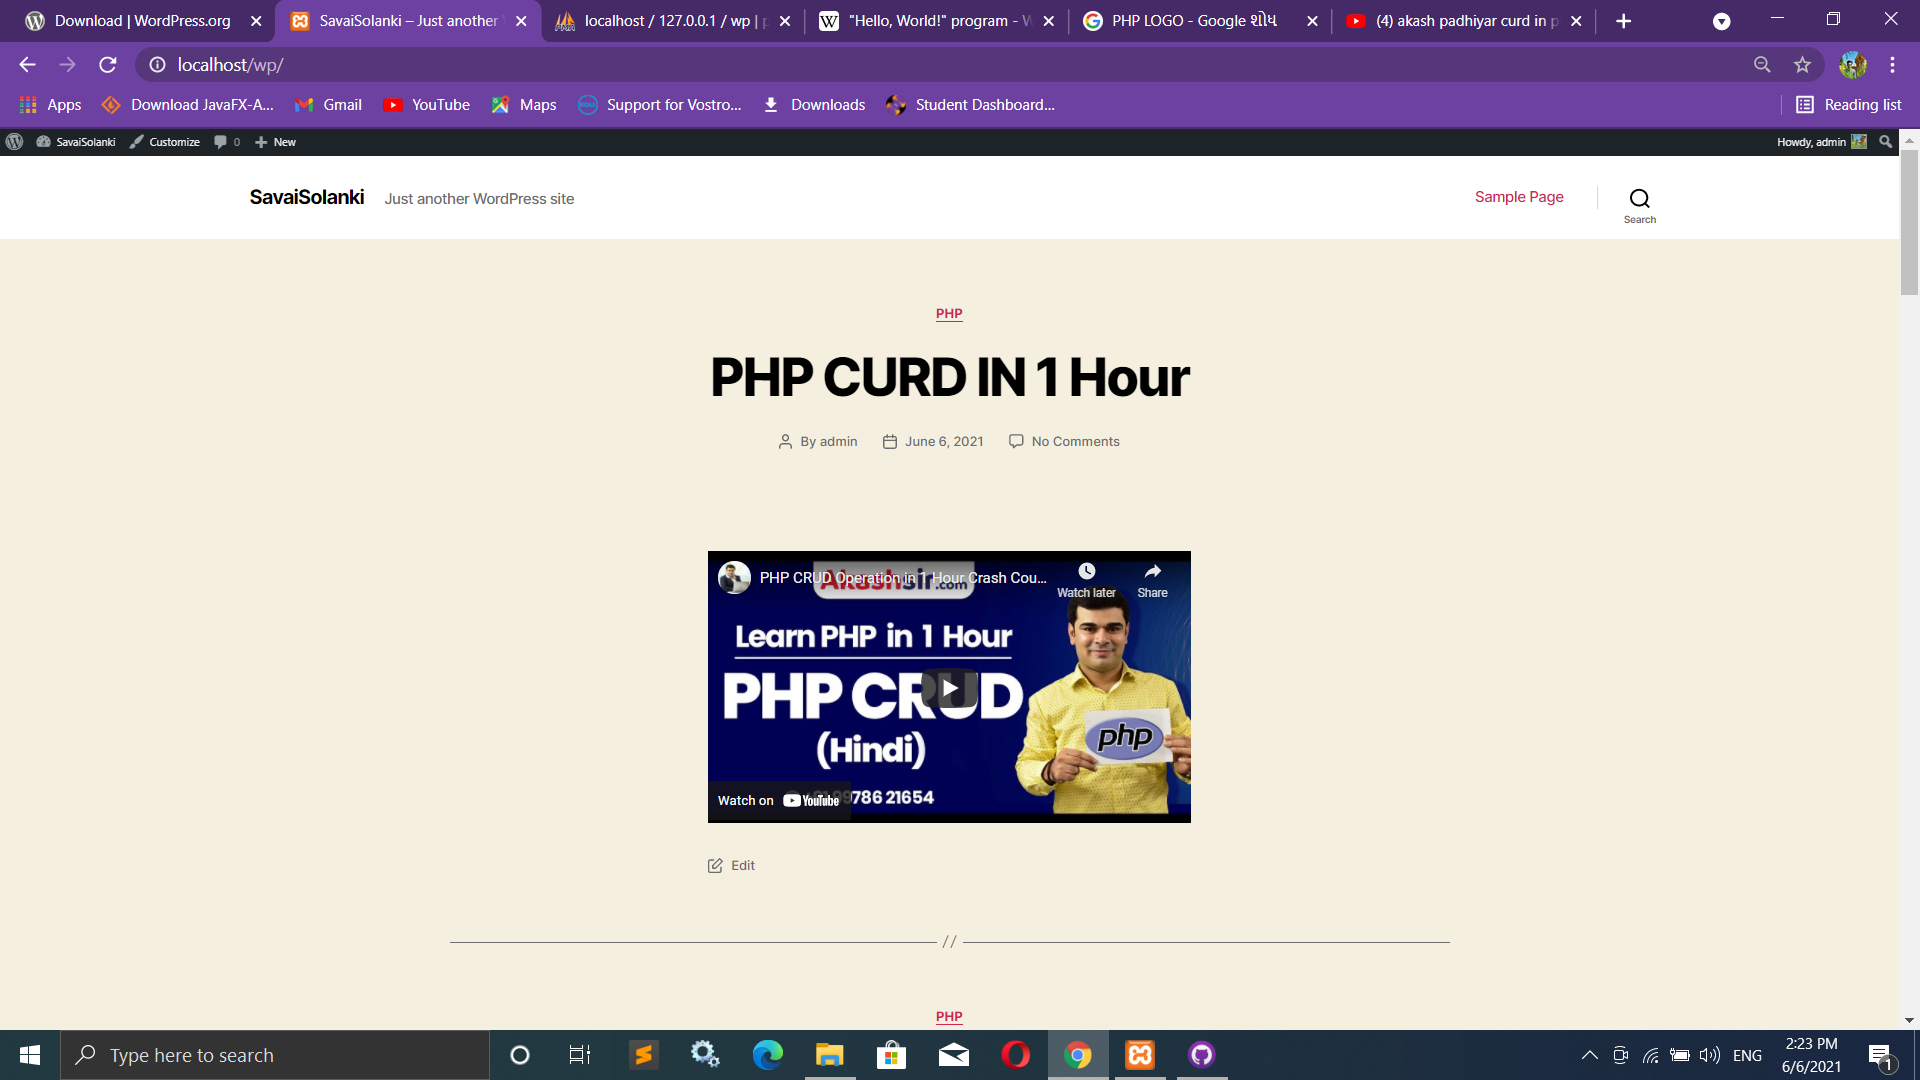 Download | WordPress.org
SavaiSolanki – Just another
localhost / 127.0.0.1 / wp | p
"Hello, World!" program - W
PHP LOGO - Google શોધ
(4) akash padhiyar curd in p
localhost/wp/
Apps
Download JavaFX-A...
Gmail
YouTube
Maps
Support for Vostro...
Downloads
Student Dashboard...
Reading list
SavaiSolanki
Customize
0
New
Howdy, admin
SavaiSolanki
Just another WordPress site
Sample Page
Search
PHP
PHP CURD IN 1 Hour
By admin
June 6, 2021
No Comments
PHP CRUD Operation in 1 Hour Crash Cou...
Akashsir.com
Watch later
Share
Learn PHP in 1 Hour
PHP CRUD
(Hindi)
php
Watch on YouTube
786 21654
Edit
//
PHP
Type here to search
ENG
2:23 PM
6/6/2021
1